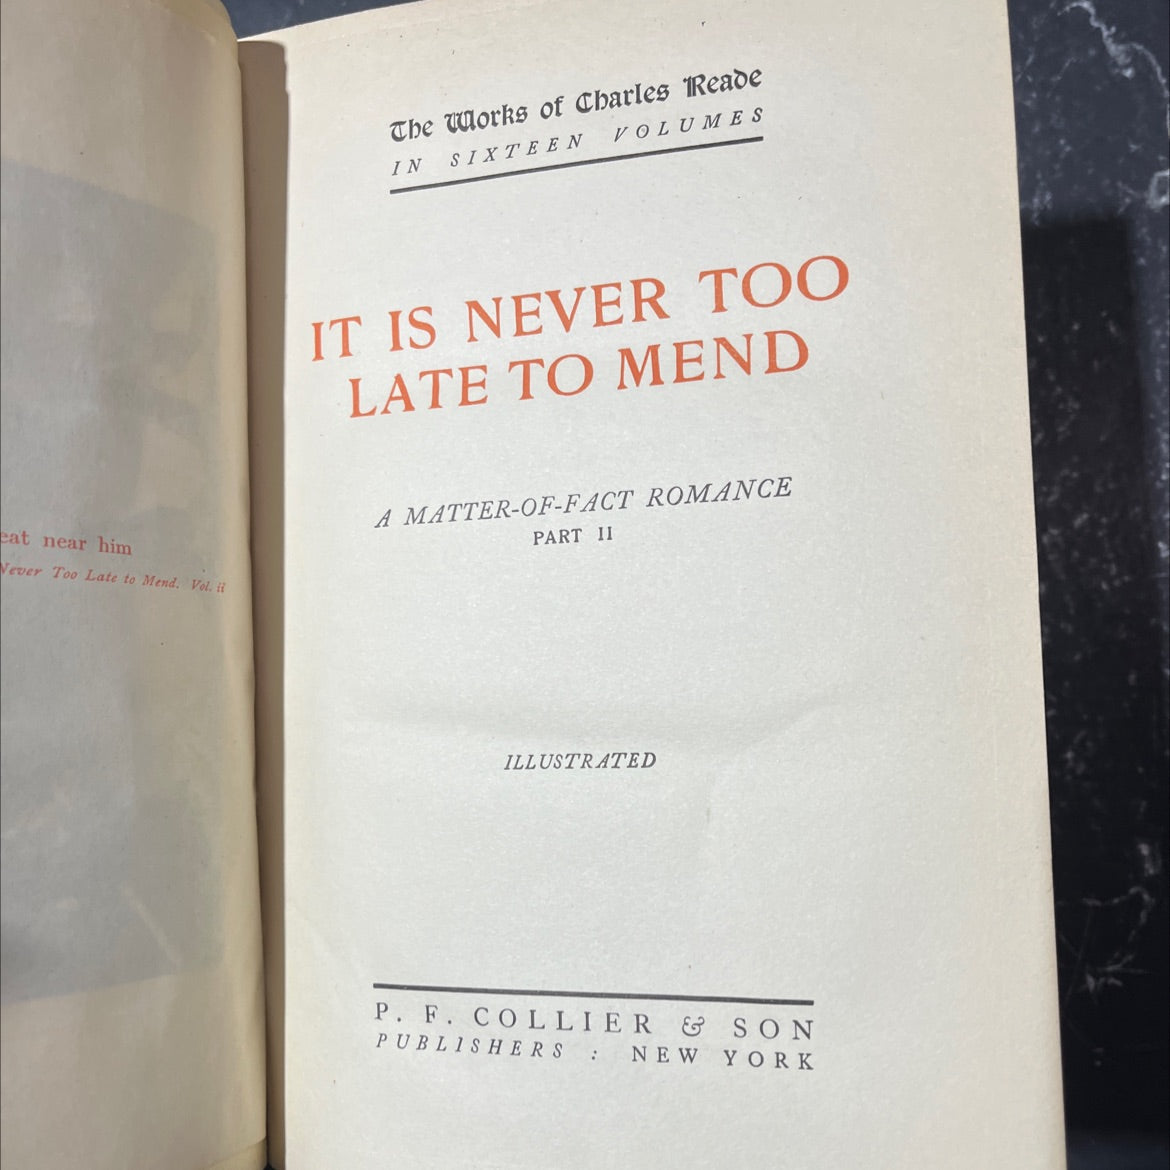 eat near him
Never Too Late to Mend. Vol. ii
The Works of Charles Reade
IN SIXTEEN VOLUMES
IT IS NEVER TOO
LATE TO MEND
A MATTER-OF-FACT ROMANCE
PART II
ILLUSTRATED
P. F. COLLIER & SON
PUBLISHERS : NEW YORK